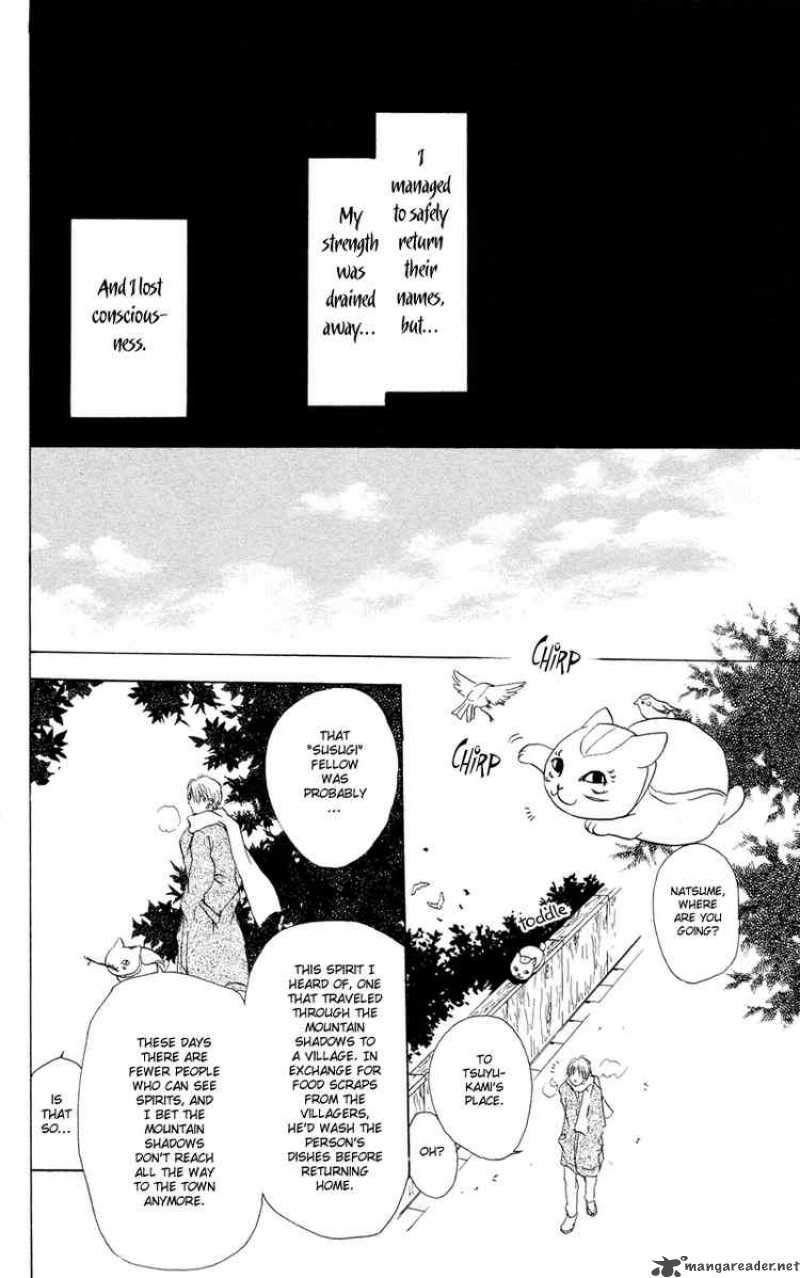 I
managed
to safely
return
their
names,
but...
My
strength
was
drained
away...
And I lost
conscious-
ness.
CHIRP
CHIRP
NATSUME,
WHERE
ARE YOU
GOING?
toddle
TO
TSUYU-
KAMI'S
PLACE.
OH?
THAT
"SUSUGI"
FELLOW
WAS
PROBABLY
...
THIS SPIRIT I
HEARD OF, ONE
THAT TRAVELED
THROUGH THE
MOUNTAIN
SHADOWS TO
A VILLAGE. IN
EXCHANGE FOR
FOOD SCRAPS
FROM THE
VILLAGERS,
HE'D WASH THE
PERSON'S
DISHES BEFORE
RETURNING
HOME.
THESE DAYS
THERE ARE
FEWER PEOPLE
WHO CAN SEE
SPIRITS, AND
I BET THE
MOUNTAIN
SHADOWS
DON'T REACH
ALL THE WAY
TO THE TOWN
ANYMORE.
IS
THAT
SO...
mangareader.net